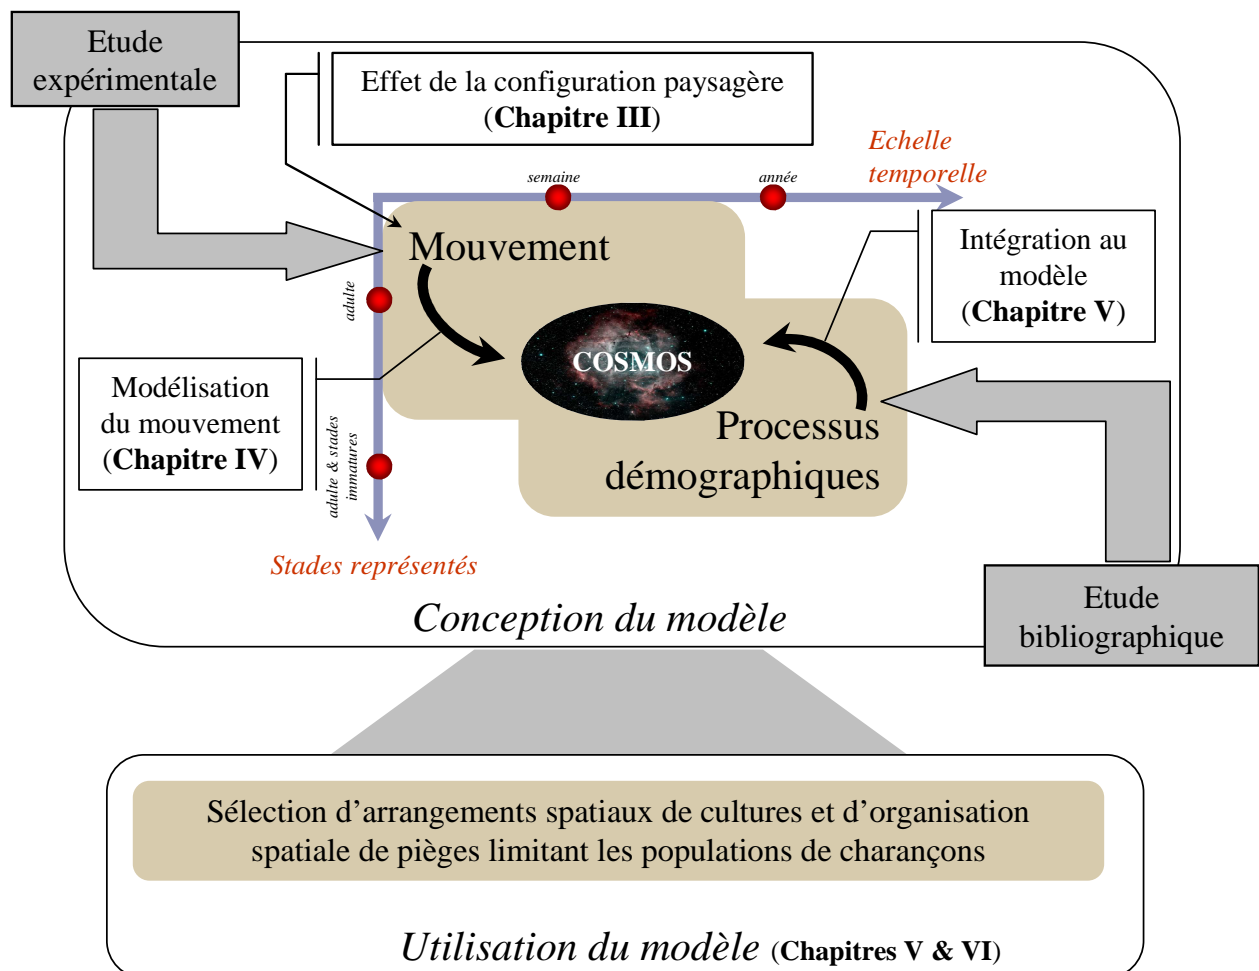 Etude
expérimentale
Effet de la configuration paysagère
(Chapitre III)
Echelle
temporelle
semaine
année
Mouvement
Intégration au
modèle
(Chapitre V)
adulte
COSMOS
Modélisation
du mouvement
(Chapitre IV)
Processus
démographiques
adulte & stades
immatures
Stades représentés
Conception du modèle
Etude
bibliographique
Sélection d’arrangements spatiaux de cultures et d’organisation
spatiale de pièges limitant les populations de charançons
Utilisation du modèle (Chapitres V & VI)